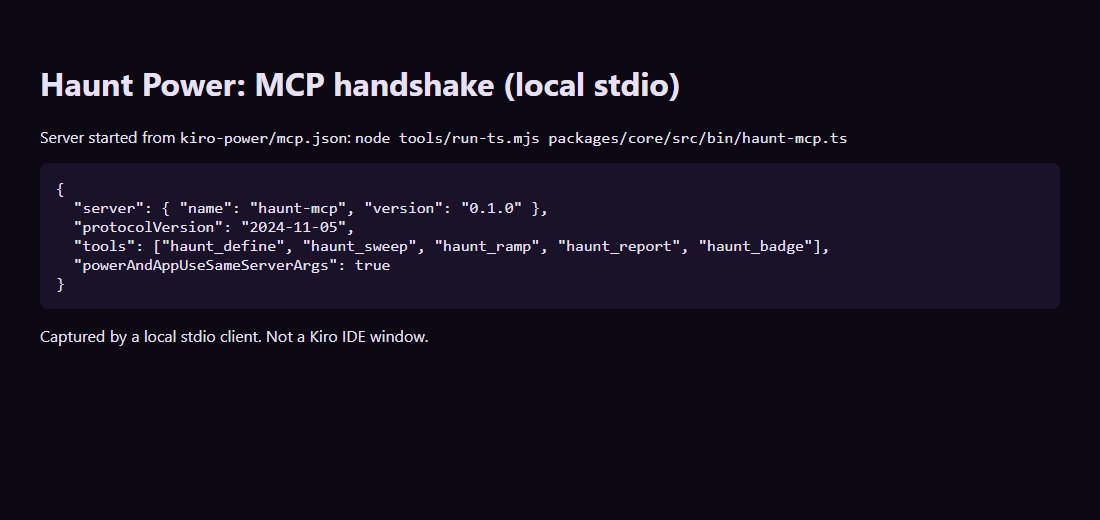 Haunt Power: MCP handshake (local stdio)
Server started from kiro-power/mcp.json: node tools/run-ts.mjs packages/core/src/bin/haunt-mcp.ts
{
  "server": { "name": "haunt-mcp", "version": "0.1.0" },
  "protocolVersion": "2024-11-05",
  "tools": ["haunt_define", "haunt_sweep", "haunt_ramp", "haunt_report", "haunt_badge"],
  "powerAndAppUseSameServerArgs": true
}
Captured by a local stdio client. Not a Kiro IDE window.